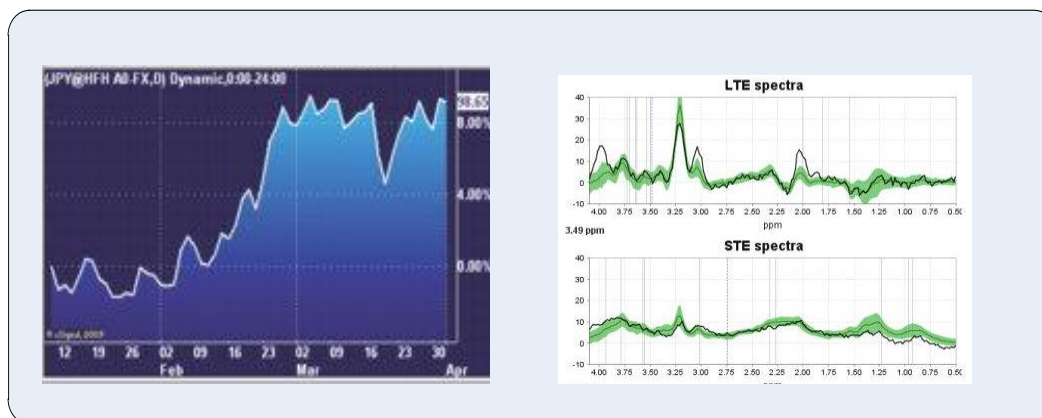 (JPY@HFH A0-FX,D) Dynamic,0:00-24:00
98.65
8.00%
4.00%
0.00%
© eSignal, 2009
12 19 26 02 09 16 23 02 09 16 23 30
Feb Mar Apr
LTE spectra
40
30
20
10
0
-10
4.00 3.75 3.50 3.25 3.00 2.75 2.50 2.25 2.00 1.75 1.50 1.25 1.00 0.75 0.50
ppm
3.49 ppm
STE spectra
40
30
20
10
0
-10
4.00 3.75 3.50 3.25 3.00 2.75 2.50 2.25 2.00 1.75 1.50 1.25 1.00 0.75 0.50